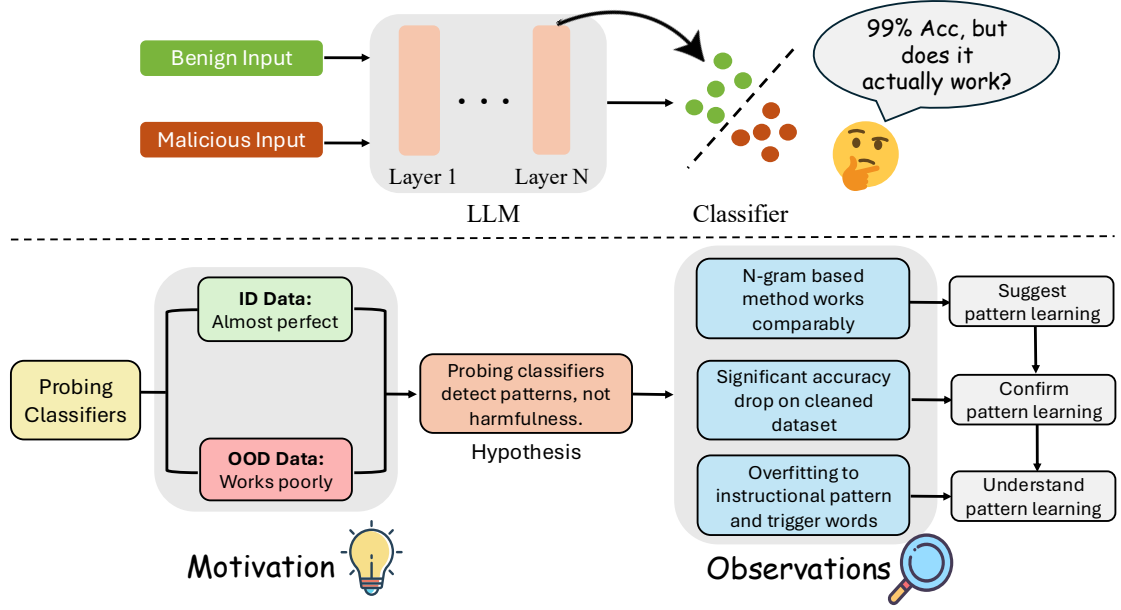 Benign Input
Malicious Input
Layer 1
Layer N
LLM
Classifier
99% Acc, but
does it
actually work?
Probing
Classifiers
ID Data:
Almost perfect
OOD Data:
Works poorly
Motivation
Probing classifiers
detect patterns, not
harmfulness.
Hypothesis
N-gram based
method works
comparably
Significant accuracy
drop on cleaned
dataset
Overfitting to
instructional pattern
and trigger words
Observations
Suggest
pattern learning
Confirm
pattern learning
Understand
pattern learning